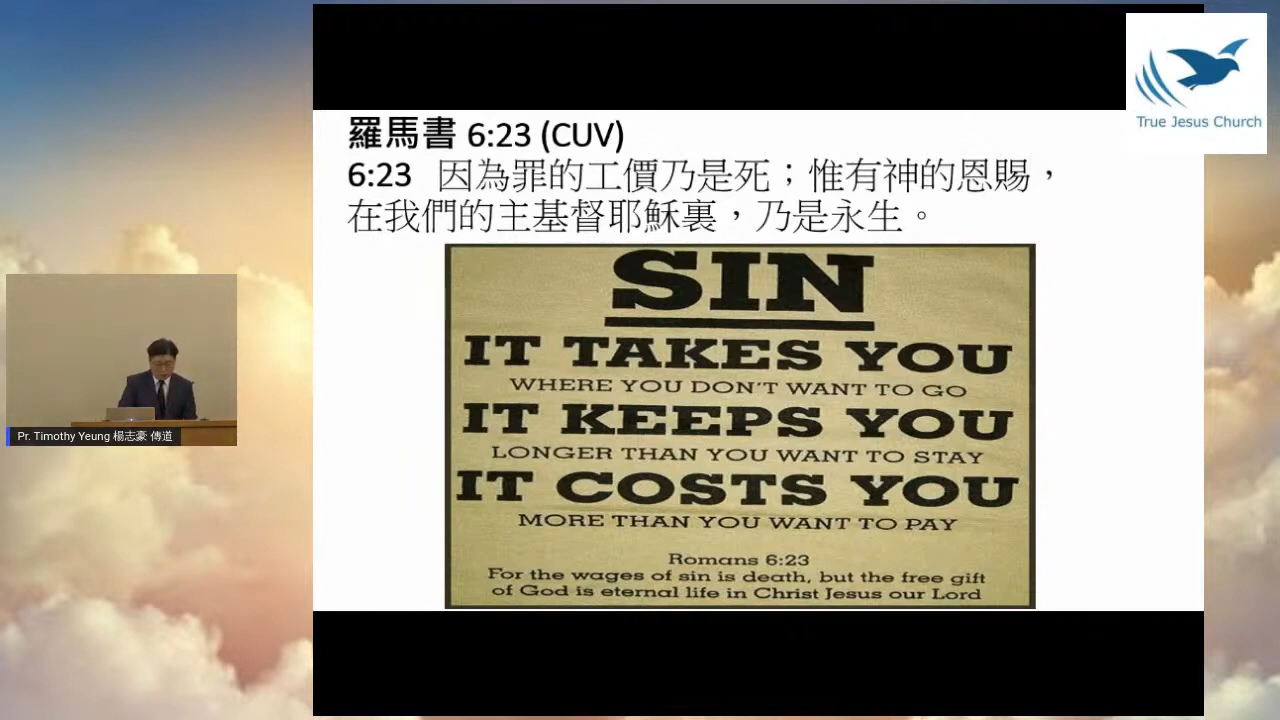 羅馬書 6:23 (CUV)
6:23 因為罪的工價乃是死；惟有神的恩賜，
在我們的主基督耶穌裏，乃是永生。
SIN
IT TAKES YOU
WHERE YOU DON'T WANT TO GO
IT KEEPS YOU
LONGER THAN YOU WANT TO STAY
IT COSTS YOU
MORE THAN YOU WANT TO PAY
Romans 6:23
For the wages of sin is death, but the free gift
of God is eternal life in Christ Jesus our Lord
True Jesus Church
Pr. Timothy Yeung 楊志豪 傳道